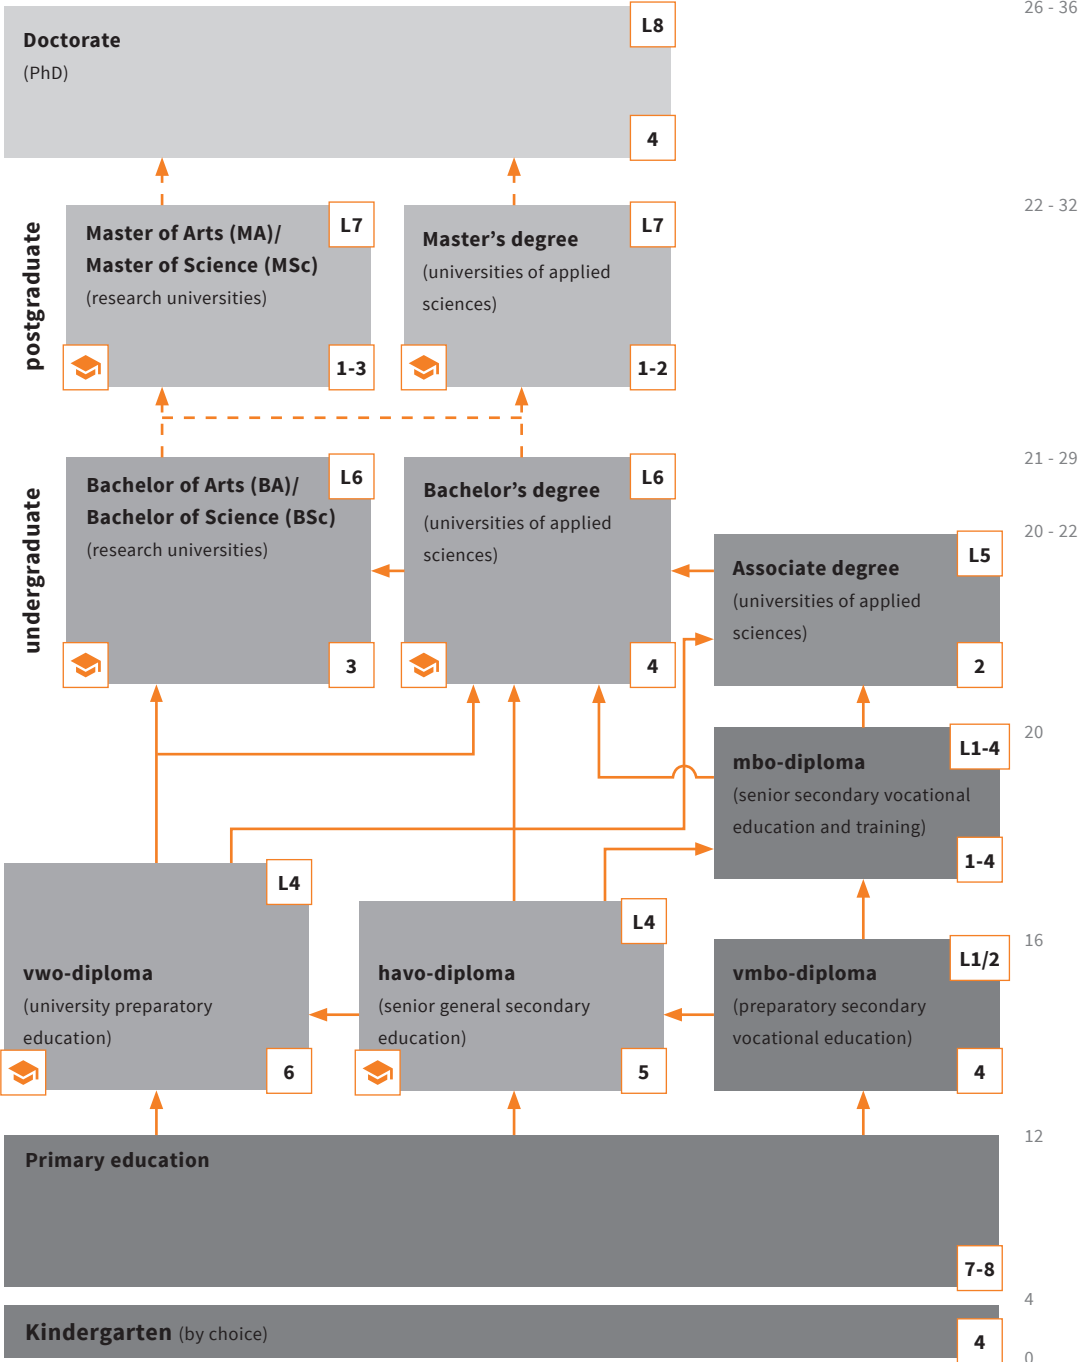 26 - 36
L8
Doctorate
(PhD)
4
postgraduate
22 - 32
L7
Master of Arts (MA)/
Master of Science (MSc)
(research universities)
1-3
L7
Master's degree
(universities of applied
sciences)
1-2
undergraduate
21 - 29
L6
Bachelor of Arts (BA)/
Bachelor of Science (BSc)
(research universities)
3
L6
Bachelor's degree
(universities of applied
sciences)
4
20 - 22
L5
Associate degree
(universities of applied
sciences)
2
20
L1-4
mbo-diploma
(senior secondary vocational
education and training)
1-4
L4
vwo-diploma
(university preparatory
education)
6
L4
havo-diploma
(senior general secondary
education)
5
16
L1/2
vmbo-diploma
(preparatory secondary
vocational education)
4
12
Primary education
7-8
4
Kindergarten (by choice)
4
0